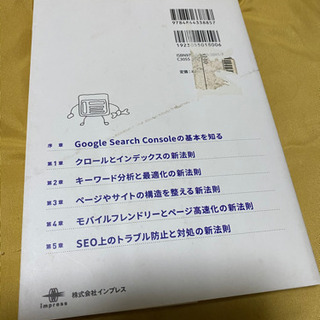 序 章 Google Search Consoleの基本を知る
第1章 クロールとインデックスの新法則
第2章 キーワード分析と最適化の新法則
第3章 ページやサイトの構造を整える新法則
第4章 モバイルフレンドリーとページ高速化の新法則
第5章 SEO上のトラブル防止と対処の新法則
impress 株式会社インプレス